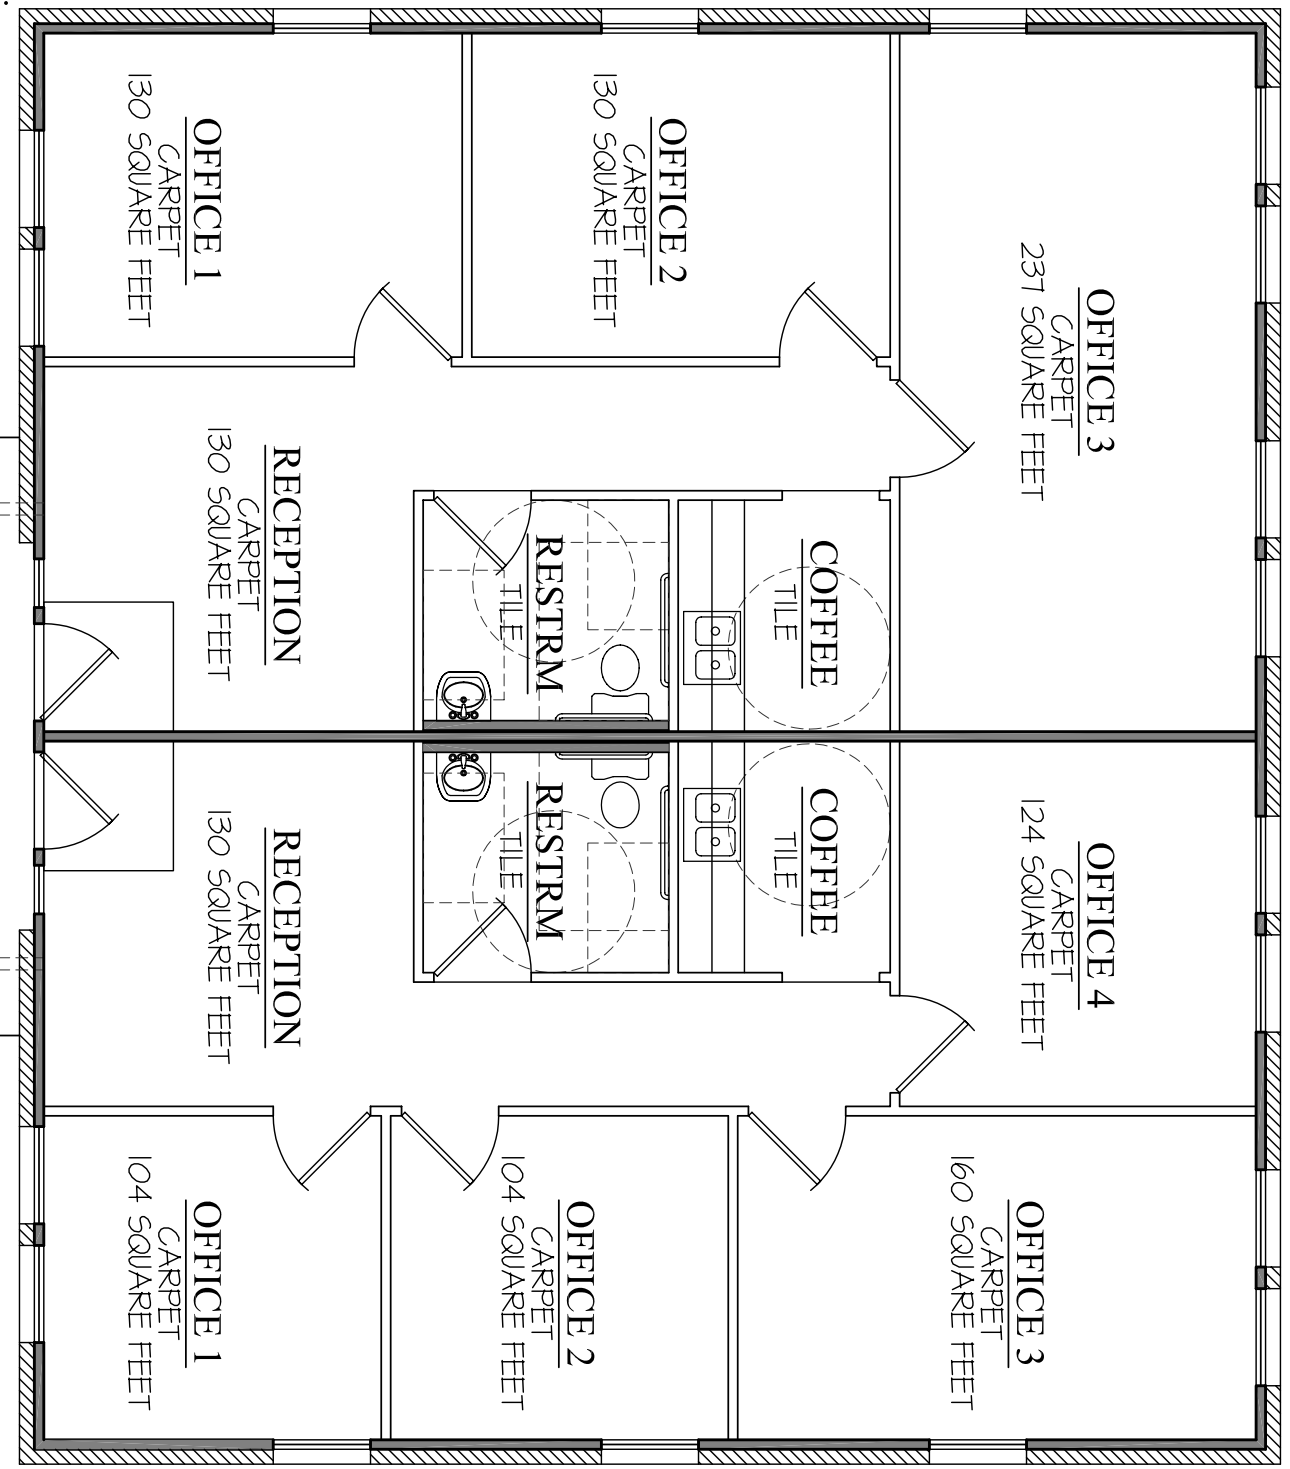 OFFICE 3
CARPET
237 SQUARE FEET
OFFICE 4
CARPET
124 SQUARE FEET
OFFICE 3
CARPET
160 SQUARE FEET
COFFEE
TILE
COFFEE
TILE
OFFICE 2
CARPET
130 SQUARE FEET
RESTRM
TILE
RESTRM
TILE
OFFICE 2
CARPET
104 SQUARE FEET
RECEPTION
CARPET
130 SQUARE FEET
RECEPTION
CARPET
130 SQUARE FEET
OFFICE 1
CARPET
130 SQUARE FEET
OFFICE 1
CARPET
104 SQUARE FEET